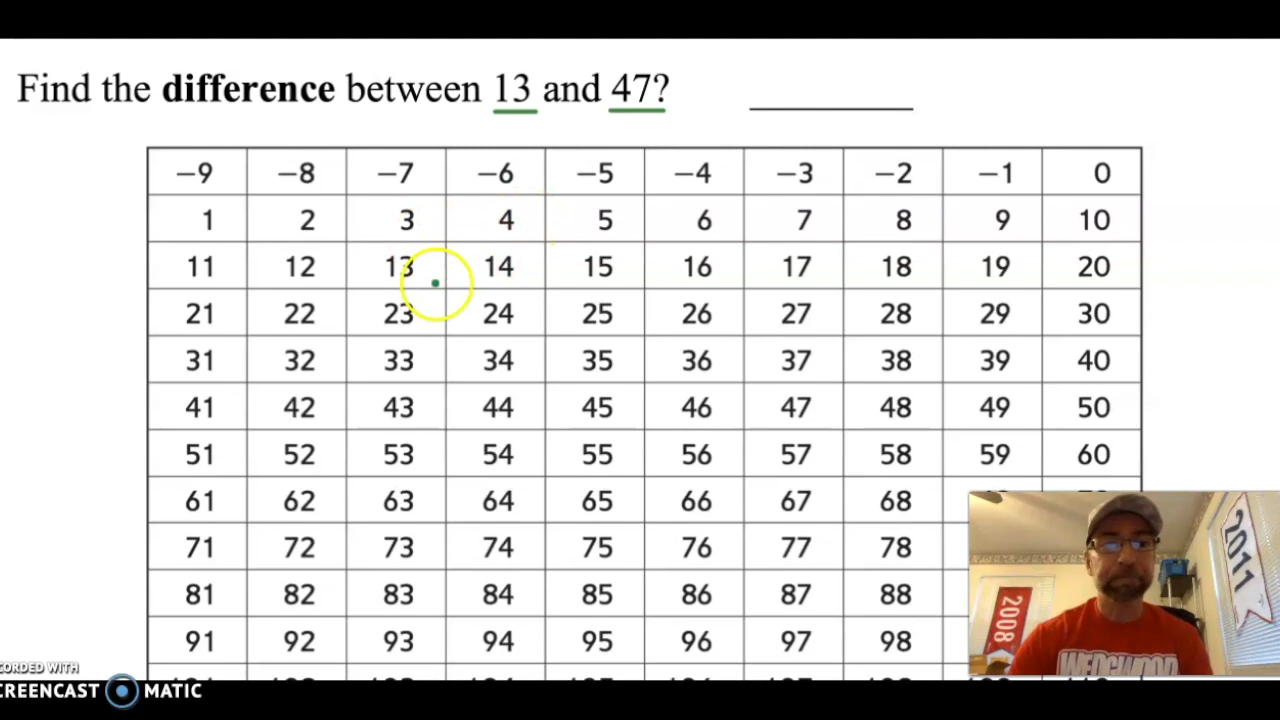 Find the difference between 13 and 47?
−9 −8 −7 −6 −5 −4 −3 −2 −1 0
1 2 3 4 5 6 7 8 9 10
11 12 13 14 15 16 17 18 19 20
21 22 23 24 25 26 27 28 29 30
31 32 33 34 35 36 37 38 39 40
41 42 43 44 45 46 47 48 49 50
51 52 53 54 55 56 57 58 59 60
61 62 63 64 65 66 67 68
71 72 73 74 75 76 77 78
81 82 83 84 85 86 87 88
91 92 93 94 95 96 97 98
2011
2008
WEDGWOOD
CORDED WITH
CREENCAST MATIC